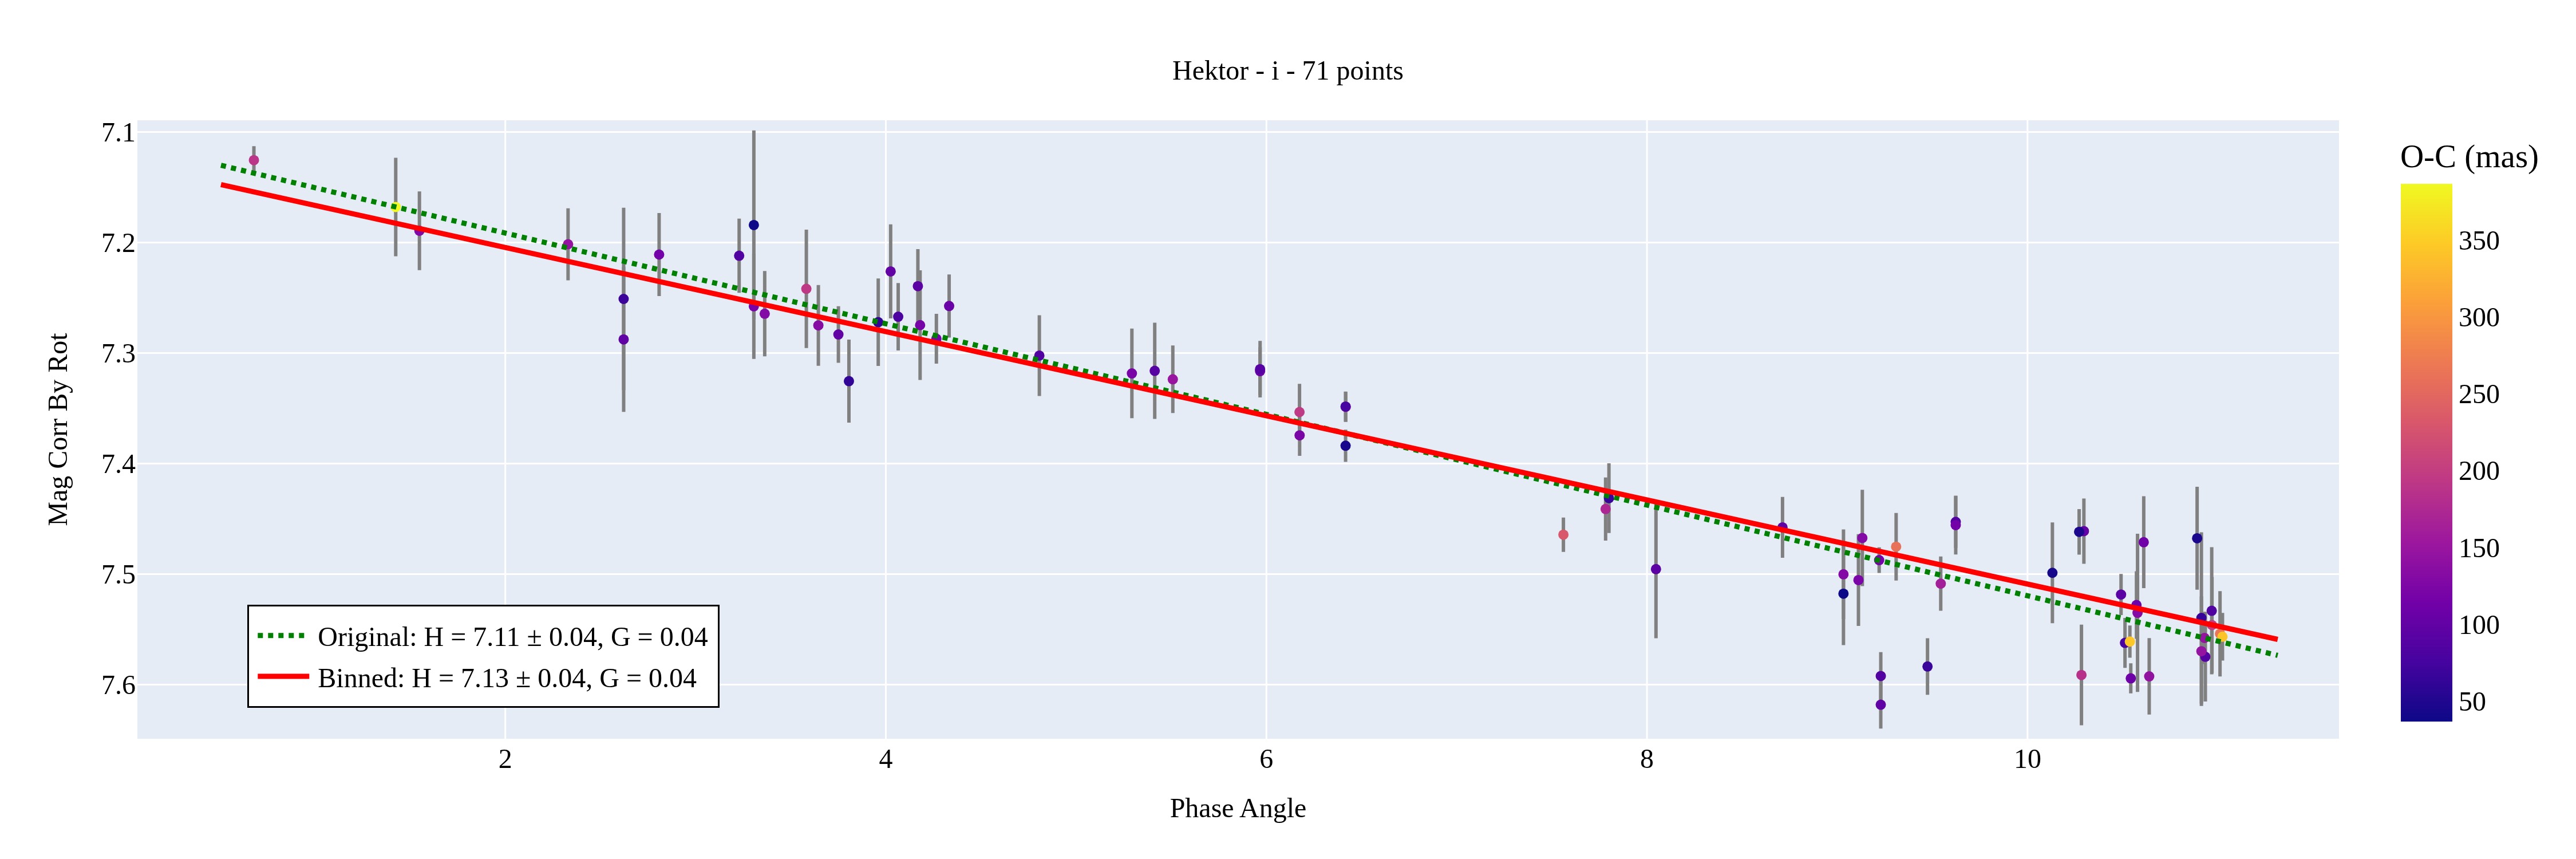 Hektor - i - 71 points
O-C (mas)
7.1
7.2
7.3
7.4
7.5
7.6
Mag Corr By Rot
Original: H = 7.11 ± 0.04, G = 0.04
Binned: H = 7.13 ± 0.04, G = 0.04
2 4 6 8 10
Phase Angle
350
300
250
200
150
100
50